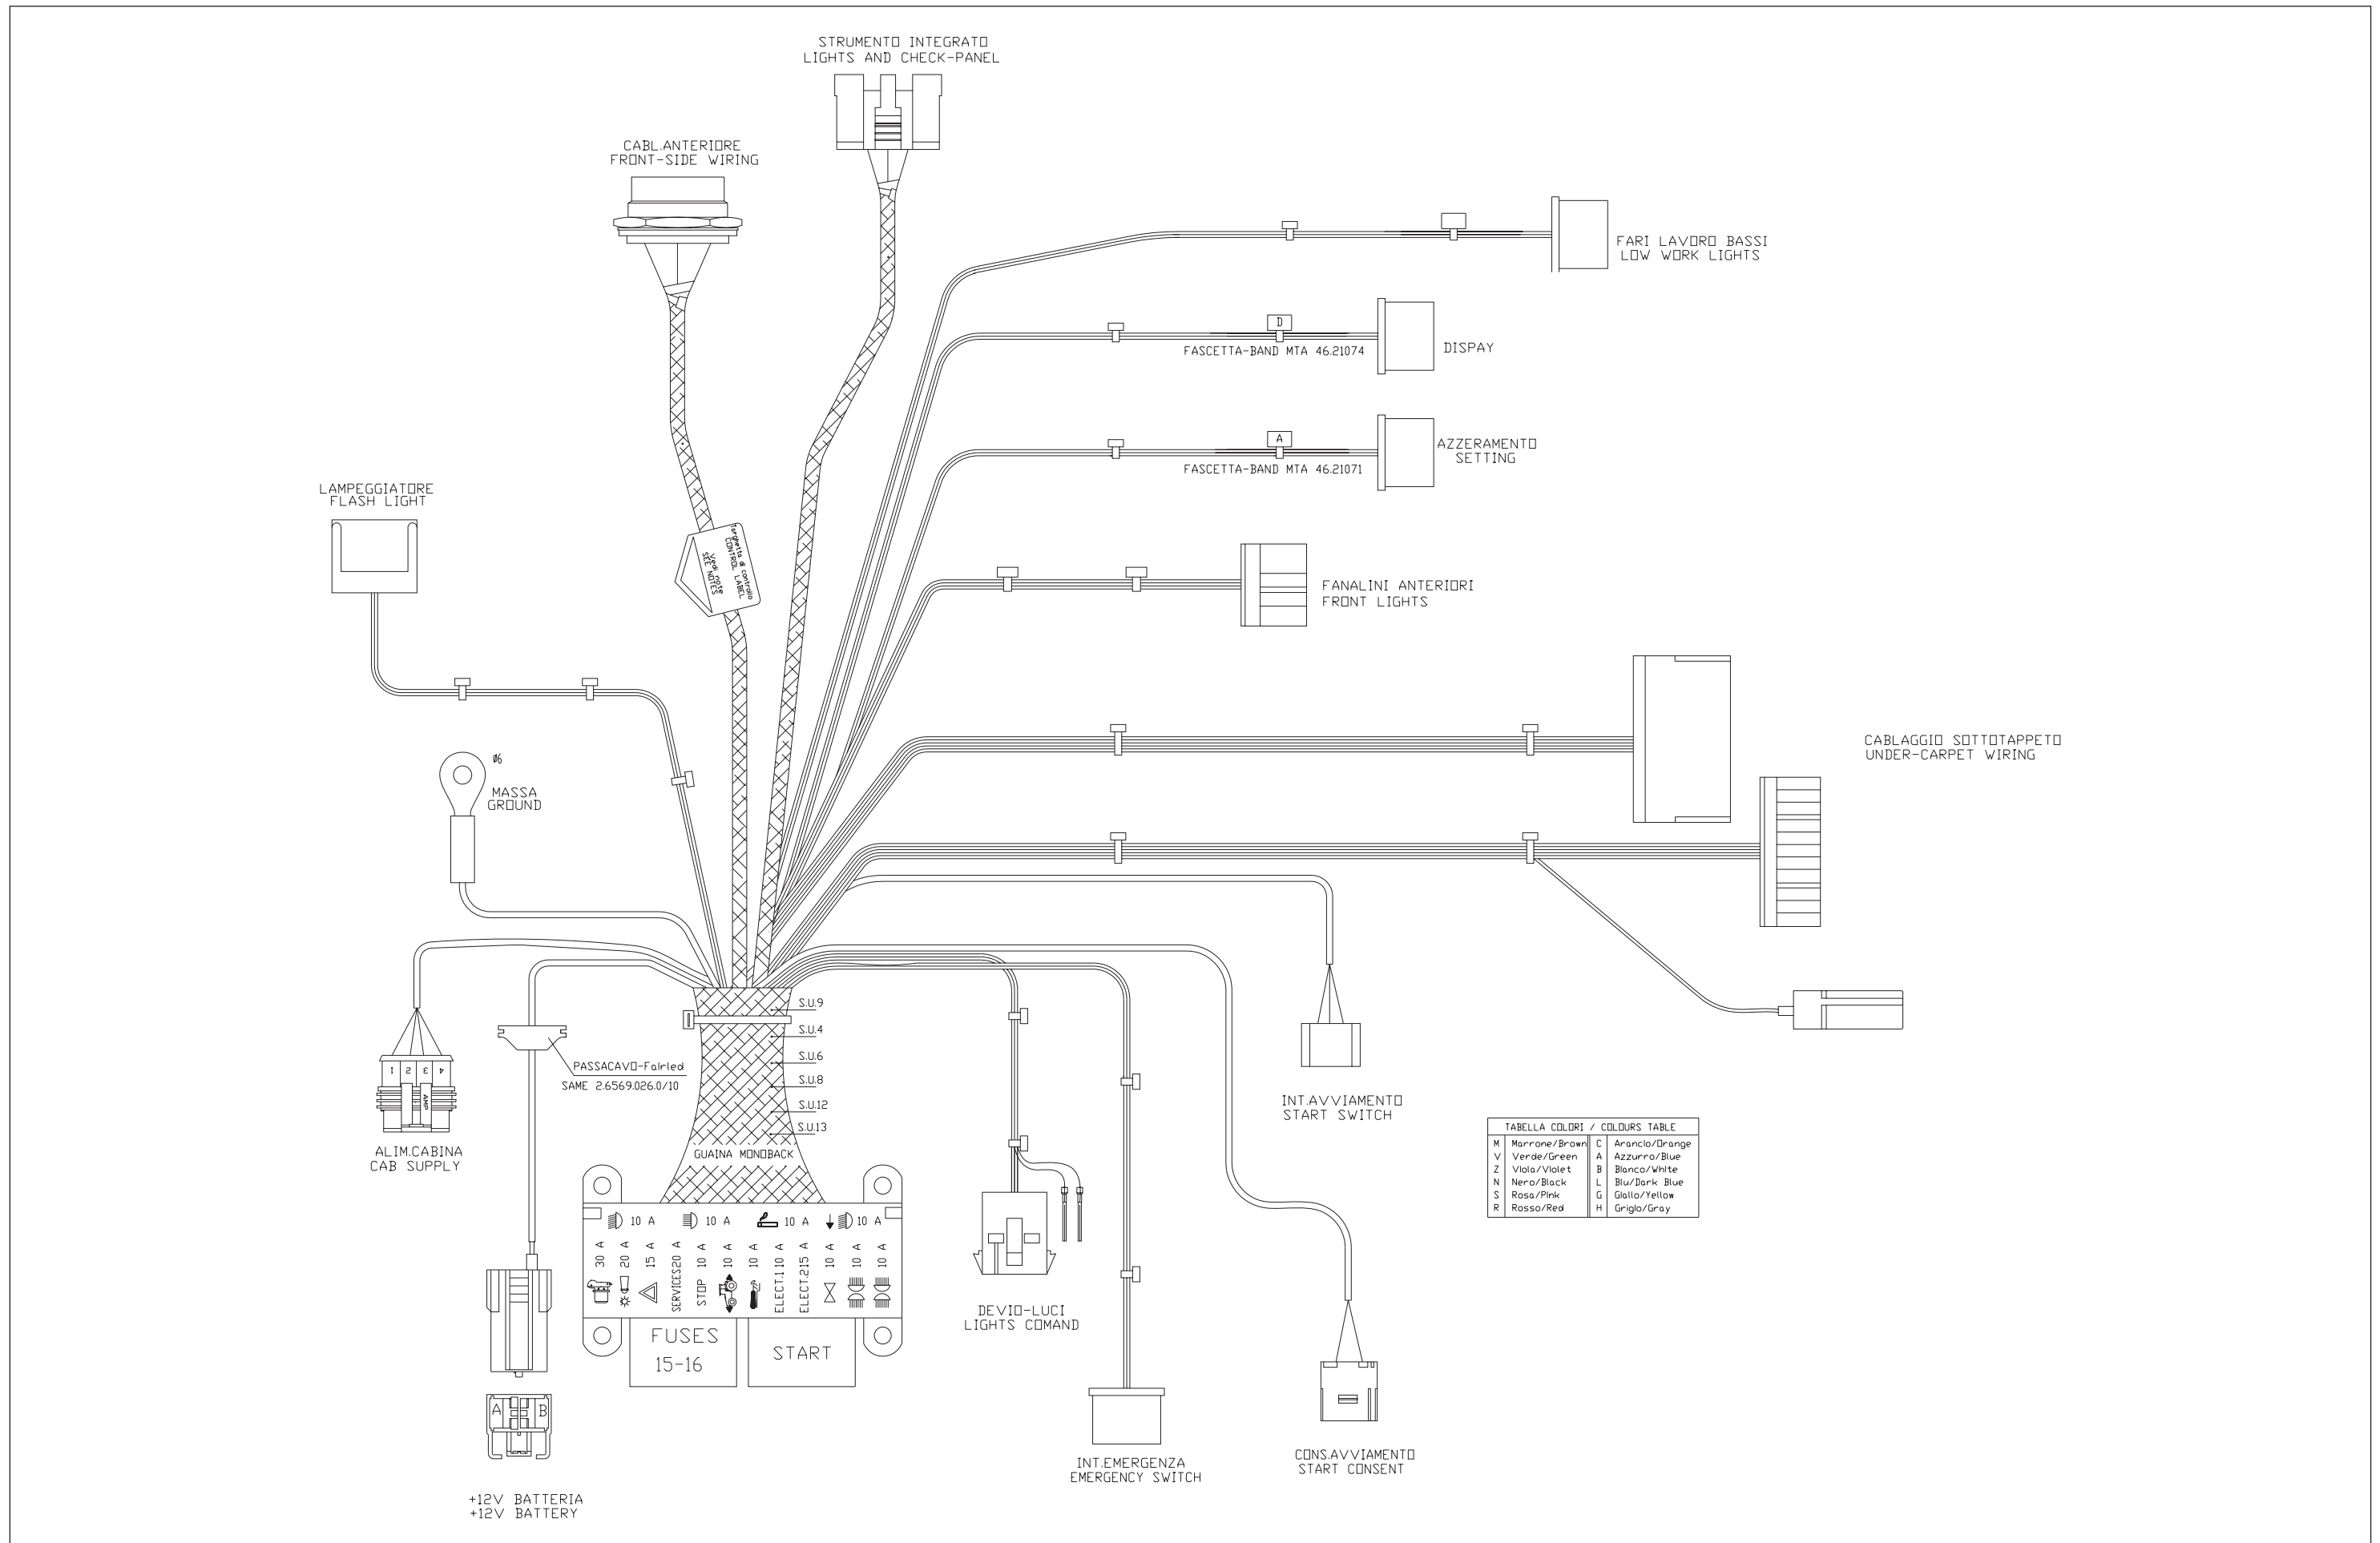 STRUMENTO INTEGRATO
LIGHTS AND CHECK-PANEL
CABL.ANTERIORE
FRONT-SIDE WIRING
FARI LAVORO BASSI
LOW WORK LIGHTS
D
FASCETTA-BAND MTA 46.21074
DISPAY
A
FASCETTA-BAND MTA 46.21071
AZZERAMENTO
SETTING
LAMPEGGIATORE
FLASH LIGHT
Targhetta di controllo
CONTROL LABEL
Vedi note
SEE NOTES
FANALINI ANTERIORI
FRONT LIGHTS
CABLAGGIO SOTTOTAPPETO
UNDER-CARPET WIRING
Ø6
MASSA
GROUND
S.U.9
S.U.4
S.U.6
S.U.8
S.U.12
S.U.13
GUAINA MONOBACK
PASSACAVO-Fairled
SAME 2.6569.026.0/10
1 2 3 4
AMP
ALIM.CABINA
CAB SUPPLY
INT.AVVIAMENTO
START SWITCH
TABELLA COLORI / COLOURS TABLE
M Marrone/Brown C Arancio/Orange
V Verde/Green A Azzurro/Blue
Z Viola/Violet B Bianco/White
N Nero/Black L Blu/Dark Blue
S Rosa/Pink G Giallo/Yellow
R Rosso/Red H Grigio/Gray
10 A 10 A 10 A 10 A
30 A
20 A
15 A
SERVICES20 A
STOP 10 A
10 A
10 A
ELECT.110 A
ELECT.215 A
10 A
10 A
10 A
FUSES
15-16
START
DEVIO-LUCI
LIGHTS COMAND
A B
+12V BATTERIA
+12V BATTERY
INT.EMERGENZA
EMERGENCY SWITCH
CONS.AVVIAMENTO
START CONSENT